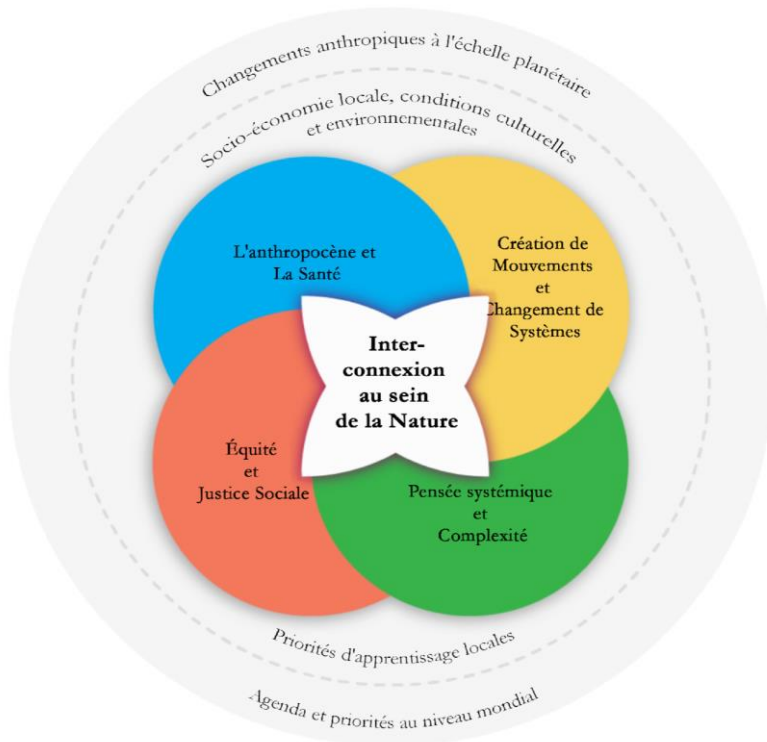 Changements anthropiques à l'échelle planétaire
Socio-économie locale, conditions culturelles
et environnementales
L'anthropocène et
La Santé
Création de
Mouvements
et
Changement de
Systèmes
Inter-
connexion
au sein
de la Nature
Équité
et
Justice Sociale
Pensée systémique
et
Complexité
Priorités d'apprentissage locales
Agenda et priorités au niveau mondial